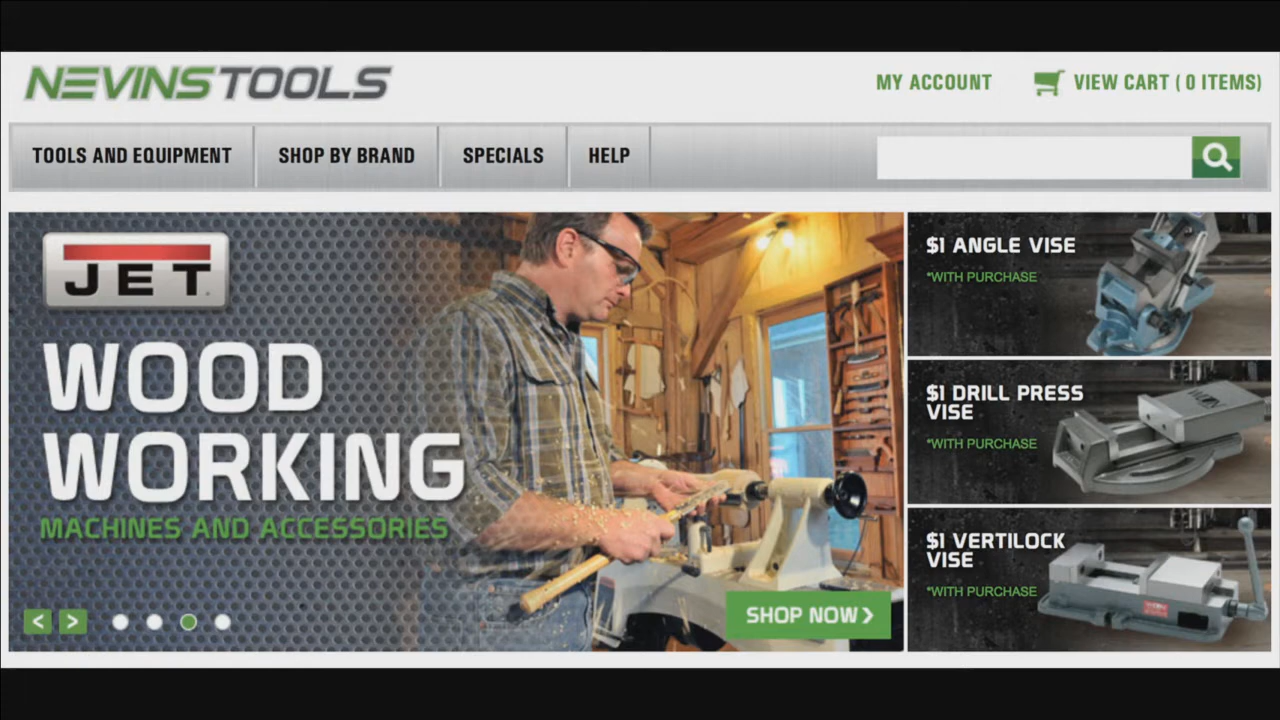 NEVINSTOOLS
MY ACCOUNT
VIEW CART ( 0 ITEMS)
TOOLS AND EQUIPMENT
SHOP BY BRAND
SPECIALS
HELP
JET
WOOD
WORKING
MACHINES AND ACCESSORIES
< >
SHOP NOW >
$1 ANGLE VISE
*WITH PURCHASE
$1 DRILL PRESS
VISE
*WITH PURCHASE
WILTON
$1 VERTILOCK
VISE
*WITH PURCHASE